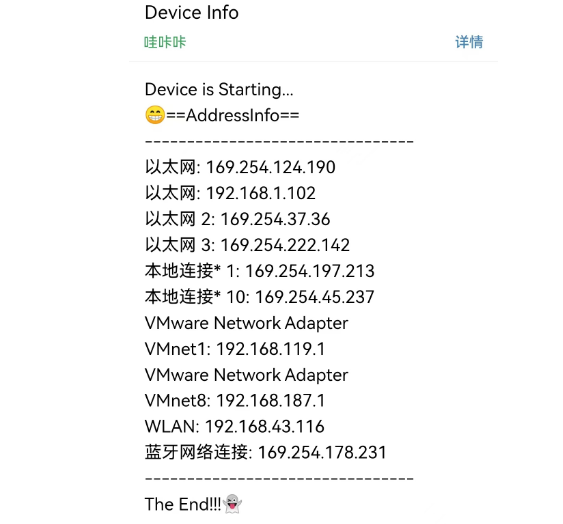 Device Info
哇咔咔 详情
Device is Starting...
😁==AddressInfo==
--------------------------------
以太网: 169.254.124.190
以太网: 192.168.1.102
以太网 2: 169.254.37.36
以太网 3: 169.254.222.142
本地连接* 1: 169.254.197.213
本地连接* 10: 169.254.45.237
VMware Network Adapter
VMnet1: 192.168.119.1
VMware Network Adapter
VMnet8: 192.168.187.1
WLAN: 192.168.43.116
蓝牙网络连接: 169.254.178.231
--------------------------------
The End!!!👻